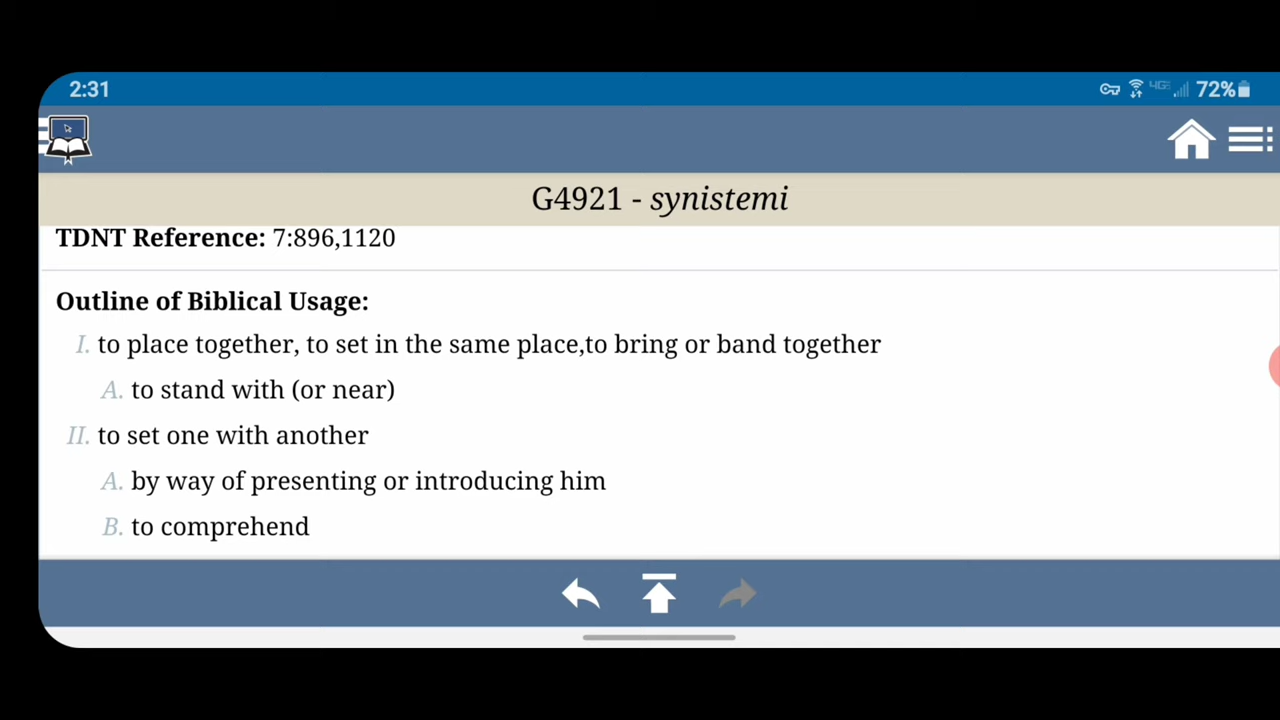 2:31
72%
G4921 - synistemi
TDNT Reference: 7:896,1120
Outline of Biblical Usage:
I. to place together, to set in the same place,to bring or band together
A. to stand with (or near)
II. to set one with another
A. by way of presenting or introducing him
B. to comprehend